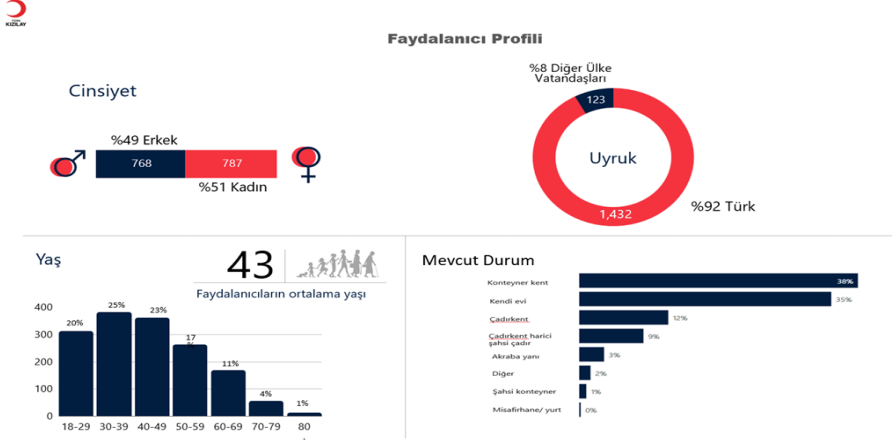 TÜRK
KIZILAY
Faydalanıcı Profili
Cinsiyet
%49 Erkek
768
787
%51 Kadın
%8 Diğer Ülke
Vatandaşları
123
Uyruk
1,432
%92 Türk
Yaş
43
Faydalanıcıların ortalama yaşı
400
300
200
100
0
20%
25%
23%
17
%
11%
4%
1%
18-29 30-39 40-49 50-59 60-69 70-79 80
Mevcut Durum
Konteyner kent 38%
Kendi evi 35%
Çadırkent 12%
Çadırkent harici
şahsi çadır 9%
Akraba yanı 3%
Diğer 2%
Şahsi konteyner 1%
Misafirhane/ yurt 0%